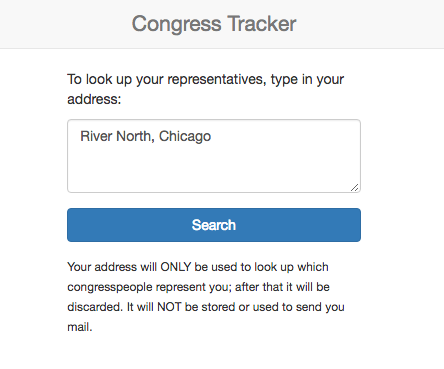 Congress Tracker
To look up your representatives, type in your
address:
River North, Chicago
Search
Your address will ONLY be used to look up which
congresspeople represent you; after that it will be
discarded. It will NOT be stored or used to send you
mail.